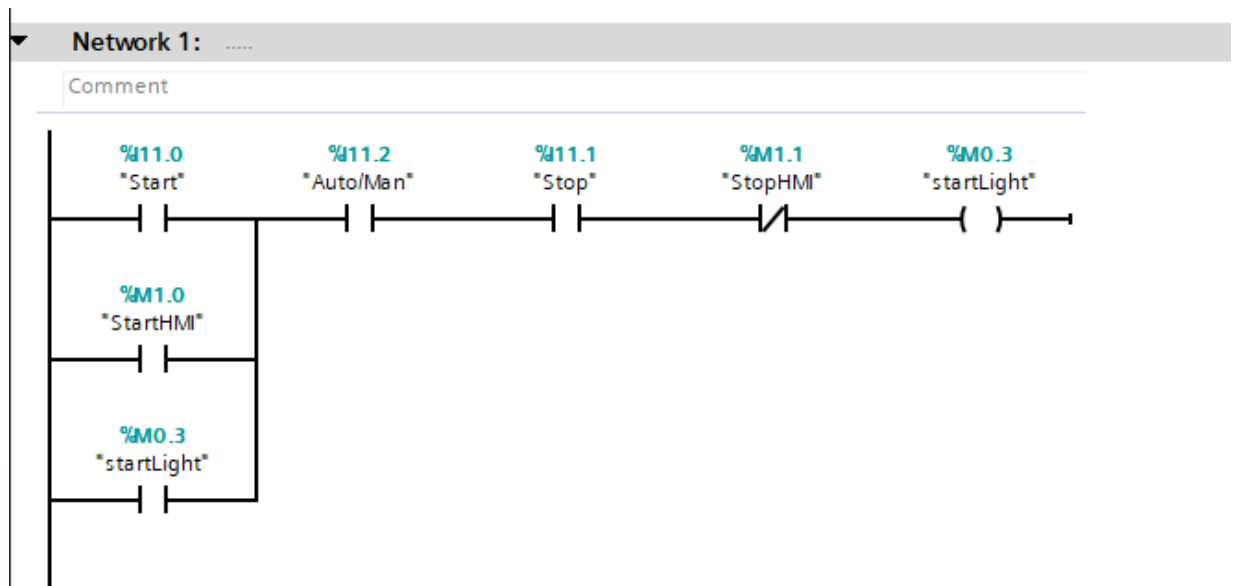 Network 1: .....
Comment
%I11.0 %I11.2 %I11.1 %M1.1 %M0.3
"Start" "Auto/Man" "Stop" "StopHMI" "startLight"
%M1.0
"StartHMI"
%M0.3
"startLight"